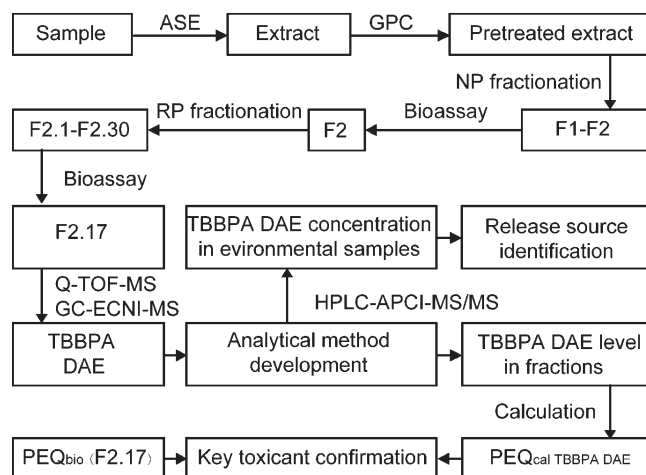 Sample
ASE
Extract
GPC
Pretreated extract
NP fractionation
F2.1-F2.30
RP fractionation
F2
Bioassay
F1-F2
Bioassay
F2.17
TBBPA DAE concentration
in evironmental samples
Release source
identification
Q-TOF-MS
GC-ECNI-MS
HPLC-APCI-MS/MS
TBBPA
DAE
Analytical method
development
TBBPA DAE level
in fractions
Calculation
PEQbio (F2.17)
Key toxicant confirmation
PEQcal TBBPA DAE